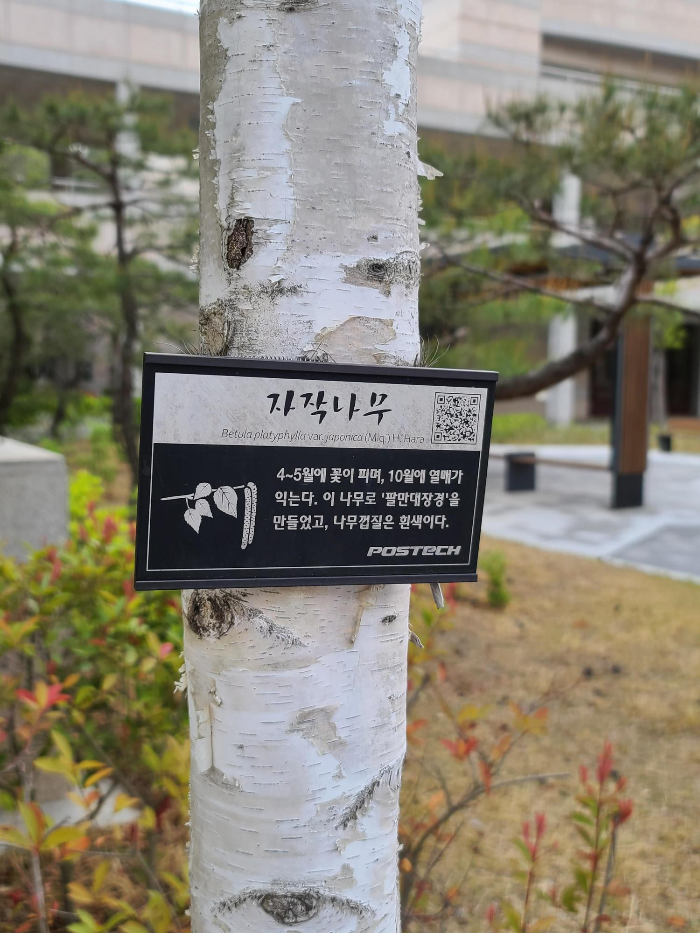 자작나무
Betula platyphylla var. japonica (Miq.) H. Hara
4~5월에 꽃이 피며, 10월에 열매가
익는다. 이 나무로 '팔만대장경'을
만들었고, 나무껍질은 흰색이다.
POSTECH